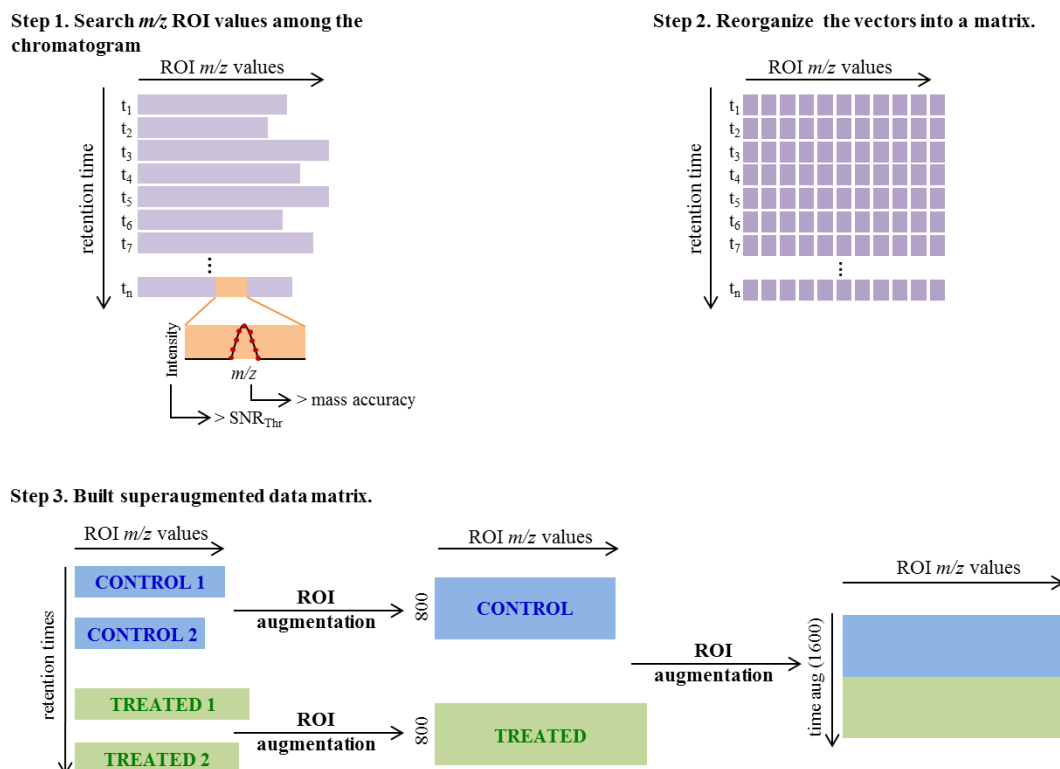 Step 1. Search m/z ROI values among the
chromatogram
ROI m/z values
retention time
t1
t2
t3
t4
t5
t6
t7
⋮
tn
Intensity
m/z
> mass accuracy
> SNRThr
Step 2. Reorganize the vectors into a matrix.
ROI m/z values
retention time
t1
t2
t3
t4
t5
t6
t7
⋮
tn
Step 3. Built superaugmented data matrix.
ROI m/z values
retention times
CONTROL 1
CONTROL 2
TREATED 1
TREATED 2
ROI
augmentation
ROI
augmentation
ROI m/z values
800
CONTROL
800
TREATED
ROI
augmentation
ROI m/z values
time aug (1600)